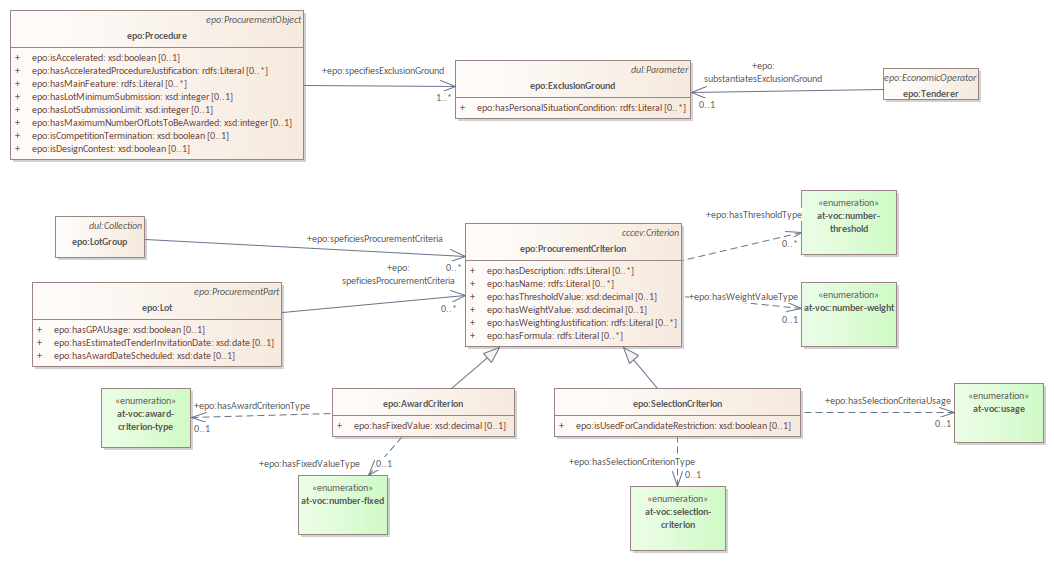 epo:ProcurementObject
epo:Procedure
+ epo:isAccelerated: xsd:boolean [0..1]
+ epo:hasAcceleratedProcedureJustification: rdfs:Literal [0..*]
+ epo:hasMainFeature: rdfs:Literal [0..*]
+ epo:hasLotMinimumSubmission: xsd:integer [0..1]
+ epo:hasLotSubmissionLimit: xsd:integer [0..1]
+ epo:hasMaximumNumberOfLotsToBeAwarded: xsd:integer [0..1]
+ epo:isCompetitionTermination: xsd:boolean [0..1]
+ epo:isDesignContest: xsd:boolean [0..1]
+epo:specifiesExclusionGround
1..*
dul:Parameter
epo:ExclusionGround
+ epo:hasPersonalSituationCondition: rdfs:Literal [0..*]
+epo:
substantiatesExclusionGround
0..1
epo:EconomicOperator
epo:Tenderer
dul:Collection
epo:LotGroup
+epo:speficiesProcurementCriteria
0..*
+epo:
speficiesProcurementCriteria
0..*
epo:ProcurementPart
epo:Lot
+ epo:hasGPAUsage: xsd:boolean [0..1]
+ epo:hasEstimatedTenderInvitationDate: xsd:date [0..1]
+ epo:hasAwardDateScheduled: xsd:date [0..1]
cccev:Criterion
epo:ProcurementCriterion
+ epo:hasDescription: rdfs:Literal [0..*]
+ epo:hasName: rdfs:Literal [0..*]
+ epo:hasThresholdValue: xsd:decimal [0..1]
+ epo:hasWeightValue: xsd:decimal [0..1]
+ epo:hasWeightingJustification: rdfs:Literal [0..*]
+ epo:hasFormula: rdfs:Literal [0..*]
+epo:hasThresholdType
0..*
«enumeration»
at-voc:number-
threshold
+epo:hasWeightValueType
0..1
«enumeration»
at-voc:number-weight
«enumeration»
at-voc:award-
criterion-type
+epo:hasAwardCriterionType
0..1
epo:AwardCriterion
+ epo:hasFixedValue: xsd:decimal [0..1]
+epo:hasFixedValueType
0..1
«enumeration»
at-voc:number-fixed
epo:SelectionCriterion
+ epo:isUsedForCandidateRestriction: xsd:boolean [0..1]
+epo:hasSelectionCriteriaUsage
0..1
«enumeration»
at-voc:usage
+epo:hasSelectionCriterionType
0..1
«enumeration»
at-voc:selection-
criterion